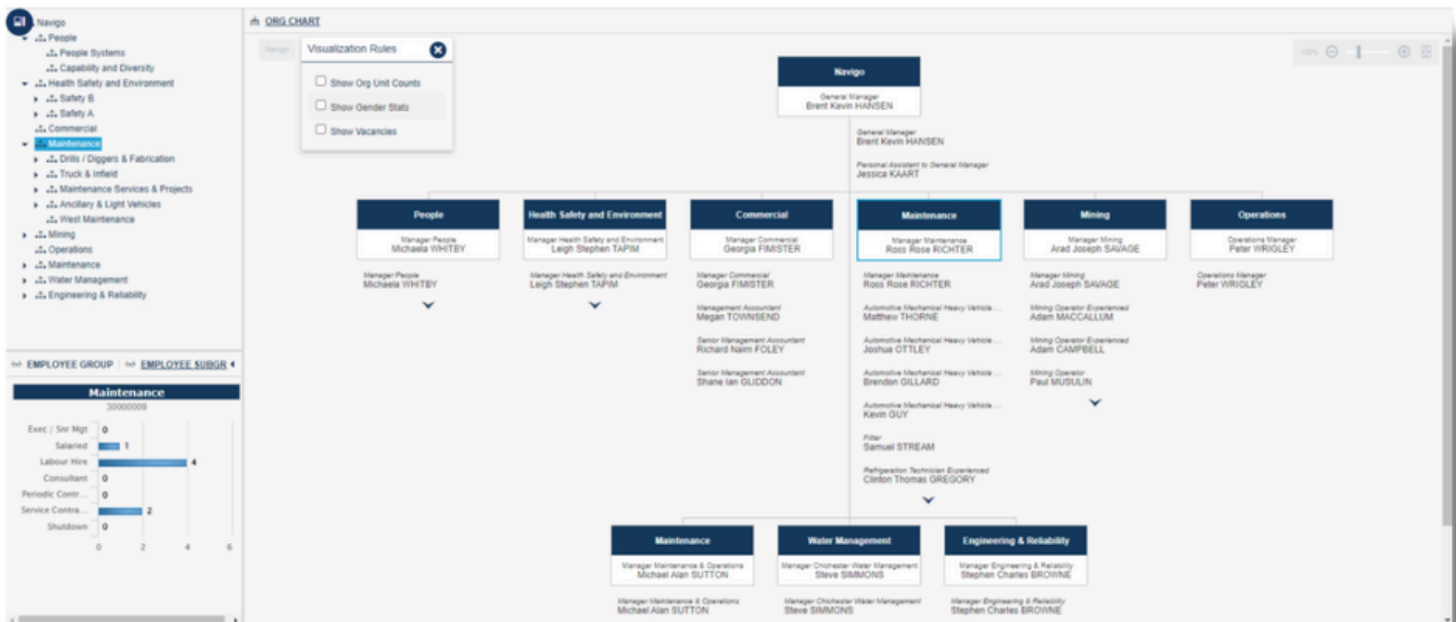 Navigo
People
People Systems
Capability and Diversity
Health Safety and Environment
Safety B
Safety A
Commercial
Maintenance
Drills / Diggers & Fabrication
Truck & Infield
Maintenance Services & Projects
Ancillary & Light Vehicles
West Maintenance
Mining
Operations
Maintenance
Water Management
Engineering & Reliability
EMPLOYEE GROUP
EMPLOYEE SUBGR
Maintenance
30000009
Exec / Snr Mgt 0
Salaried 1
Labour Hire 4
Consultant 0
Periodic Contr... 0
Service Contra... 2
Shutdown 0
0 2 4 6
ORG CHART
Navigo
Visualization Rules
Show Org Unit Counts
Show Gender Stats
Show Vacancies
100%
Navigo
General Manager
Brent Kevin HANSEN
General Manager
Brent Kevin HANSEN
Personal Assistant to General Manager
Jessica KAART
People
Manager People
Michaela WHITBY
Manager People
Michaela WHITBY
Health Safety and Environment
Manager Health Safety and Environment
Leigh Stephen TAPIM
Manager Health Safety and Environment
Leigh Stephen TAPIM
Commercial
Manager Commercial
Georgia FIMISTER
Manager Commercial
Georgia FIMISTER
Management Accountant
Megan TOWNSEND
Senior Management Accountant
Richard Nairn FOLEY
Senior Management Accountant
Shane Ian GLIDDON
Maintenance
Manager Maintenance
Ross Rose RICHTER
Manager Maintenance
Ross Rose RICHTER
Automotive Mechanical Heavy Vehicle ...
Matthew THORNE
Automotive Mechanical Heavy Vehicle ...
Joshua OTTLEY
Automotive Mechanical Heavy Vehicle ...
Brendon GILLARD
Automotive Mechanical Heavy Vehicle ...
Kevin GUY
Fitter
Samuel STREAM
Refrigeration Technician Experienced
Clinton Thomas GREGORY
Mining
Manager Mining
Arad Joseph SAVAGE
Manager Mining
Arad Joseph SAVAGE
Mining Operator Experienced
Adam MACCALLUM
Mining Operator Experienced
Adam CAMPBELL
Mining Operator
Paul MUSULIN
Operations
Operations Manager
Peter WRIGLEY
Operations Manager
Peter WRIGLEY
Maintenance
Manager Maintenance & Operations
Michael Alan SUTTON
Manager Maintenance & Operations
Michael Alan SUTTON
Water Management
Manager Chichester Water Management
Steve SIMMONS
Manager Chichester Water Management
Steve SIMMONS
Engineering & Reliability
Manager Engineering & Reliability
Stephen Charles BROWNE
Manager Engineering & Reliability
Stephen Charles BROWNE